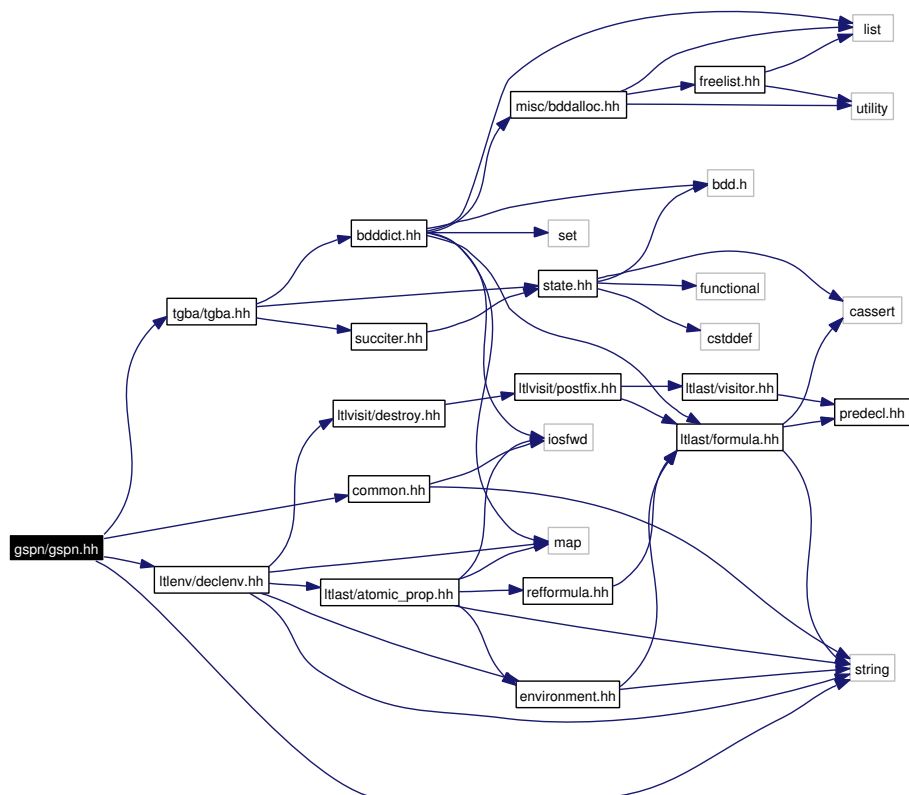 list
freelist.hh
misc/bddalloc.hh
utility
bdd.h
bdddict.hh
set
state.hh
functional
tgba/tgba.hh
cassert
succiter.hh
cstddef
ltlvisit/postfix.hh
ltlast/visitor.hh
ltlvisit/destroy.hh
predecl.hh
iosfwd
ltlast/formula.hh
common.hh
gspn/gspn.hh
map
ltlenv/declenv.hh
ltlast/atomic_prop.hh
refformula.hh
string
environment.hh